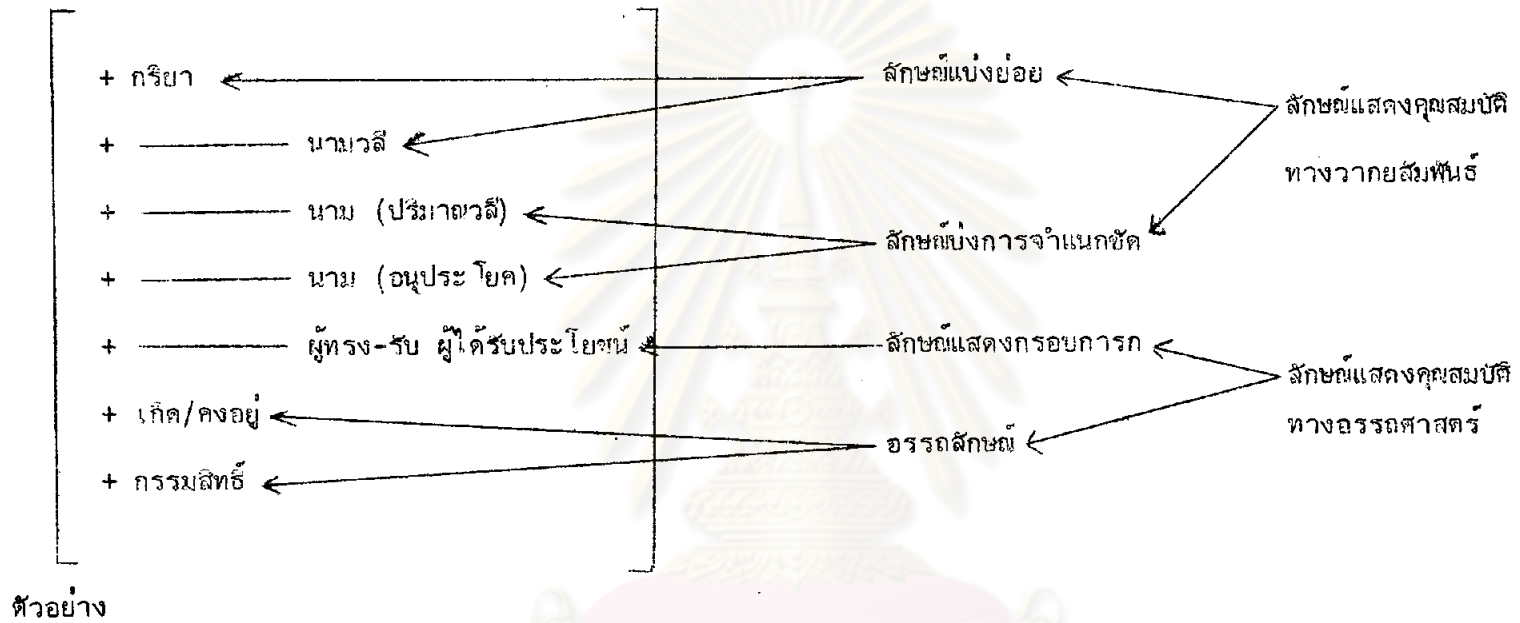 + กริยา
ลักษณ์แบ่งย่อย
ลักษณ์แสดงคุณสมบัติ
ทางวากยสัมพันธ์
+ ——— นามวลี
+ ——— นาม (ปริมาณวลี)
ลักษณ์บ่งการจำแนกชัด
+ ——— นาม (อนุประโยค)
+ ——— ผู้ทรง-รับ ผู้ได้รับประโยชน์
ลักษณ์แสดงกรอบการก
ลักษณ์แสดงคุณสมบัติ
ทางอรรถศาสตร์
+ เกิด/คงอยู่
อรรถลักษณ์
+ กรรมสิทธิ์
ตัวอย่าง